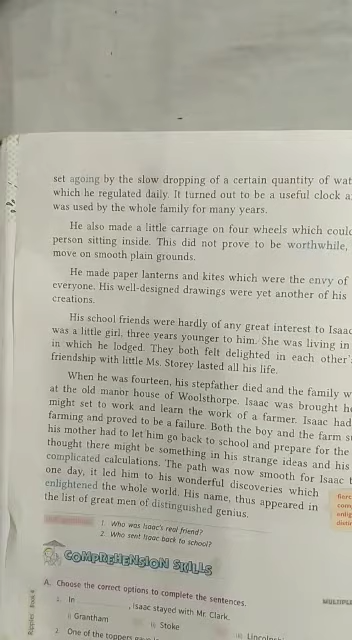 set agoing by the slow dropping of a certain quantity of wat
which he regulated daily. It turned out to be a useful clock a
was used by the whole family for many years.
He also made a little carriage on four wheels which could
person sitting inside. This did not prove to be worthwhile,
move on smooth plain grounds.
He made paper lanterns and kites which were the envy of
everyone. His well-designed drawings were yet another of his
creations.
His school friends were hardly of any great interest to Isaac
was a little girl, three years younger to him. She was living in
in which he lodged. They both felt delighted in each other'
friendship with little Ms. Storey lasted all his life.
When he was fourteen, his stepfather died and the family w
at the old manor house of Woolsthorpe. Isaac was brought h
might set to work and learn the work of a farmer. Isaac had
farming and proved to be a failure. Both the boy and the farm s
his mother had to let him go back to school and prepare for the
thought there might be something in his strange ideas and his
complicated calculations. The path was now smooth for Isaac t
one day, it led him to his wonderful discoveries which
enlightened the whole world. His name, thus appeared in
the list of great men of distinguished genius.
1. Who was Isaac's real friend?
2. Who sent Isaac back to school?
COMPREHENSION SKILLS
A. Choose the correct options to complete the sentences.
1. In , Isaac stayed with Mr. Clark.
i) Grantham
ii) Stoke
iii)
2. One of the toppers
Ripples Book 4
MULTIPLE